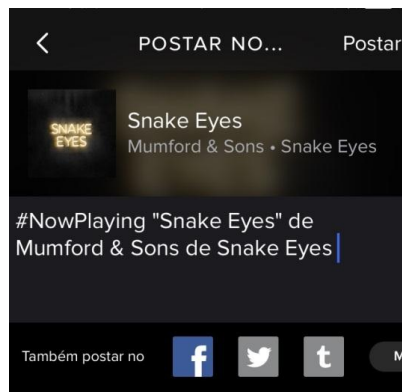 POSTAR NO...
Postar
SNAKE
EYES
Snake Eyes
Mumford & Sons • Snake Eyes
#NowPlaying "Snake Eyes" de
Mumford & Sons de Snake Eyes
Também postar no
f
t
M